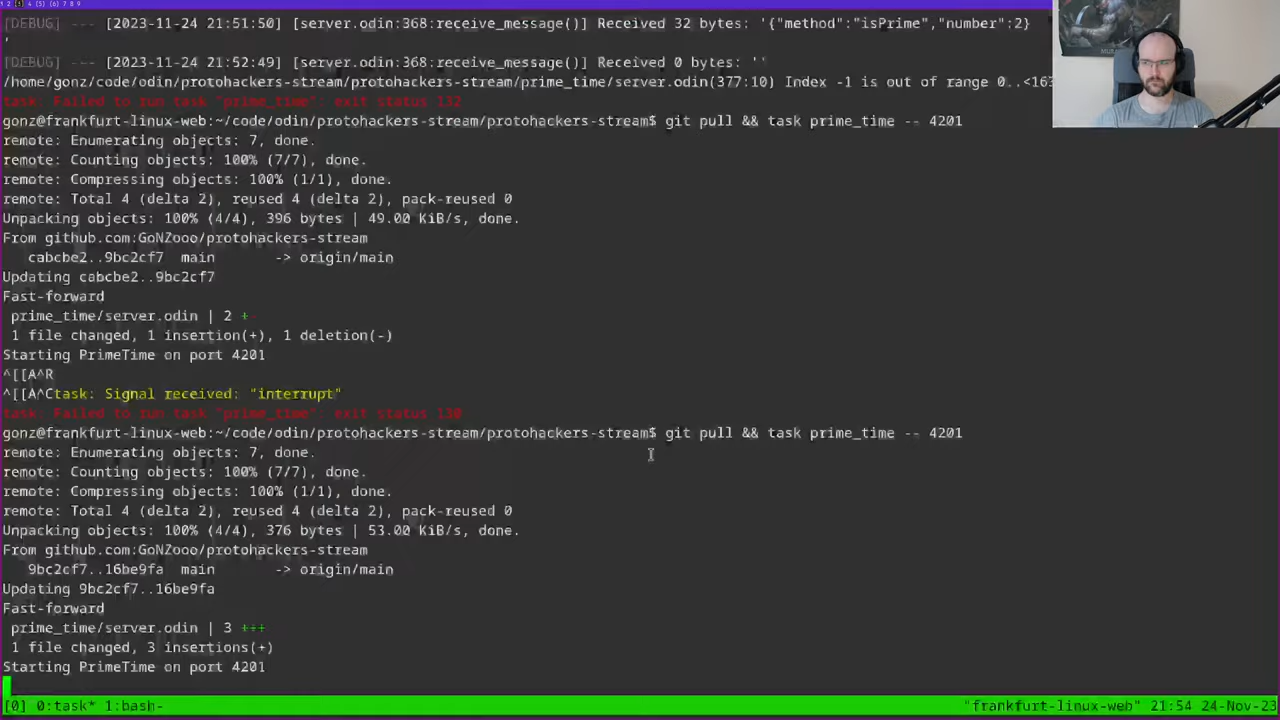 1 2 3 4 (5) (6) 7 8 9
[DEBUG] --- [2023-11-24 21:51:50] [server.odin:368:receive_message()] Received 32 bytes: '{"method":"isPrime","number":2}
'
[DEBUG] --- [2023-11-24 21:52:49] [server.odin:368:receive_message()] Received 0 bytes: ''
/home/gonz/code/odin/protohackers-stream/prime_time/server.odin(377:10) Index -1 is out of range 0..<163
task: Failed to run task "prime_time": exit status 132
gonz@frankfurt-linux-web:~/code/odin/protohackers-stream/protohackers-stream$ git pull && task prime_time -- 4201
remote: Enumerating objects: 7, done.
remote: Counting objects: 100% (7/7), done.
remote: Compressing objects: 100% (1/1), done.
remote: Total 4 (delta 2), reused 4 (delta 2), pack-reused 0
Unpacking objects: 100% (4/4), 396 bytes | 49.00 KiB/s, done.
From github.com:GoNZooo/protohackers-stream
cabcbe2..9bc2cf7 main -> origin/main
Updating cabcbe2..9bc2cf7
Fast-forward
prime_time/server.odin | 2 +
1 file changed, 1 insertion(+), 1 deletion(-)
Starting PrimeTime on port 4201
^[[A^R
^[[A^Ctask: Signal received: "interrupt"
task: Failed to run task "prime_time": exit status 130
gonz@frankfurt-linux-web:~/code/odin/protohackers-stream/protohackers-stream$ git pull && task prime_time -- 4201
remote: Enumerating objects: 7, done.
remote: Counting objects: 100% (7/7), done.
remote: Compressing objects: 100% (1/1), done.
remote: Total 4 (delta 2), reused 4 (delta 2), pack-reused 0
Unpacking objects: 100% (4/4), 376 bytes | 53.00 KiB/s, done.
From github.com:GoNZooo/protohackers-stream
9bc2cf7..16be9fa main -> origin/main
Updating 9bc2cf7..16be9fa
Fast-forward
prime_time/server.odin | 3 +++
1 file changed, 3 insertions(+)
Starting PrimeTime on port 4201
[0] 0:task* 1:bash- "frankfurt-linux-web" 21:54 24-Nov-23